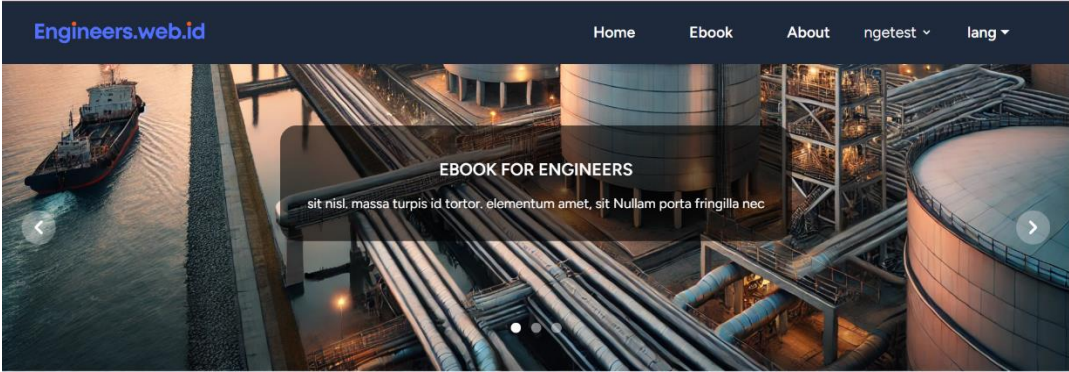 Engineers.web.id
Home Ebook About ngetest lang
EBOOK FOR ENGINEERS
sit nisl. massa turpis id tortor. elementum amet, sit Nullam porta fringilla nec